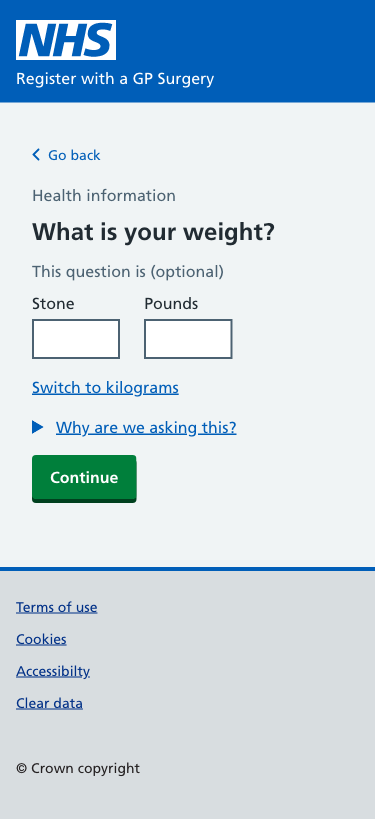 NHS
Register with a GP Surgery
Go back
Health information
What is your weight?
This question is (optional)
Stone Pounds
Switch to kilograms
Why are we asking this?
Continue
Terms of use
Cookies
Accessibilty
Clear data
© Crown copyright